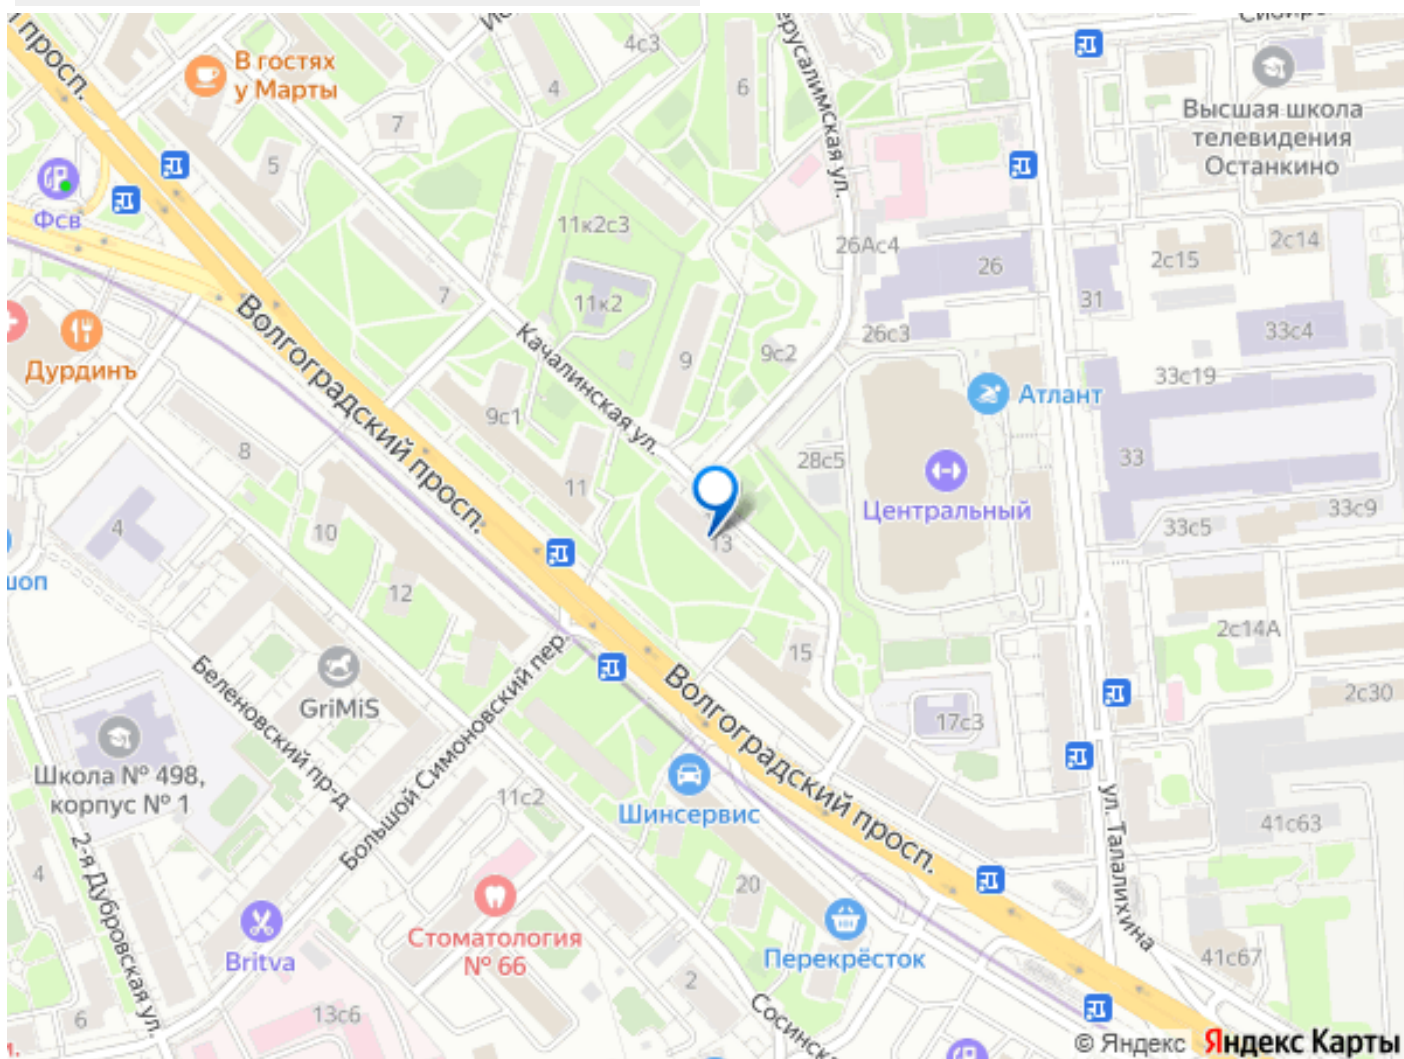 й просп.
В гостях
у Марты
4с3
4
6
7
5
Иерусалимская ул.
Высшая школа
телевидения
Останкино
Фсв
11к2с3
26Ас4
26
2с15
2с14
31
7
11к2
Волгоградский просп.
Качалинская ул.
9
9с2
26с3
33с4
33с19
Дурдинъ
Атлант
9с1
8
11
28с5
33
Центральный
33с9
33с5
4
10
13
шоп
12
2с14А
15
Беленовский пр-д
GriMiS
Большой Симоновский пер.
Волгоградский просп.
17с3
2с30
Школа № 498,
корпус № 1
11с2
Шинсервис
41с63
ул. Талалихина
2-я Дубровская ул.
4
20
Стоматология
№ 66
Britva
Перекрёсток
41с67
2
Сосинск
6
13с6
© Яндекс Яндекс Карты